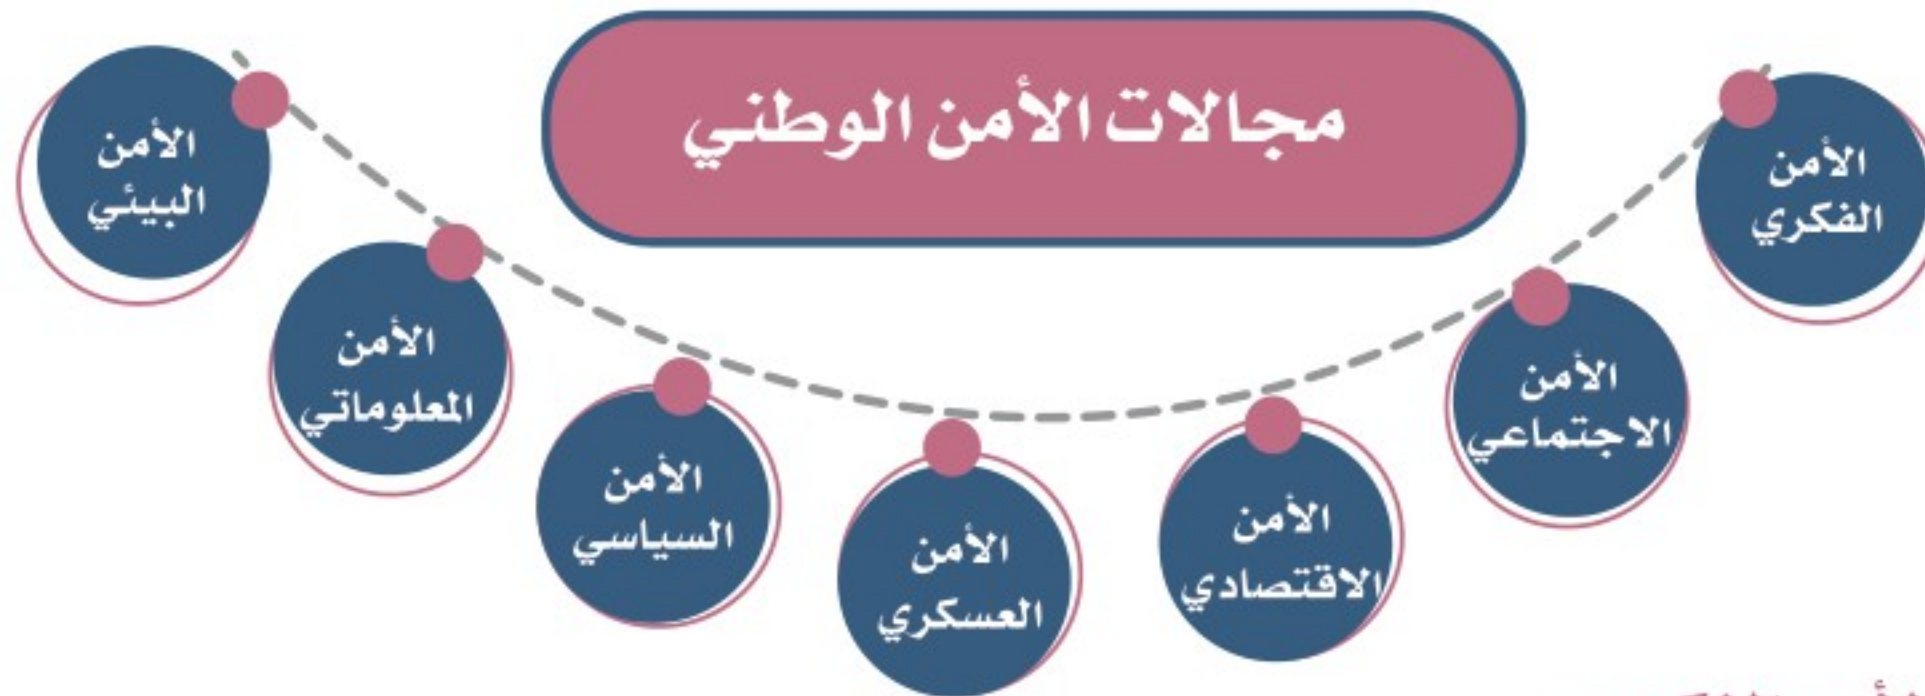 مجالات الأمن الوطني
الأمن
الفكري
الأمن
الاجتماعي
الأمن
الاقتصادي
الأمن
العسكري
الأمن
السياسي
الأمن
المعلوماتي
الأمن
البيئي